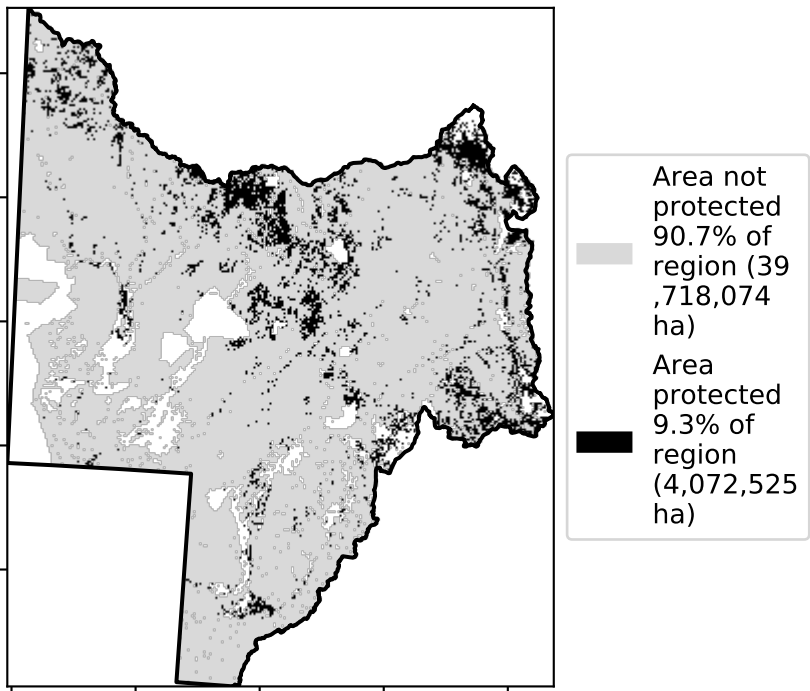 Area not
protected
90.7% of
region (39
,718,074
ha)
Area
protected
9.3% of
region
(4,072,525
ha)